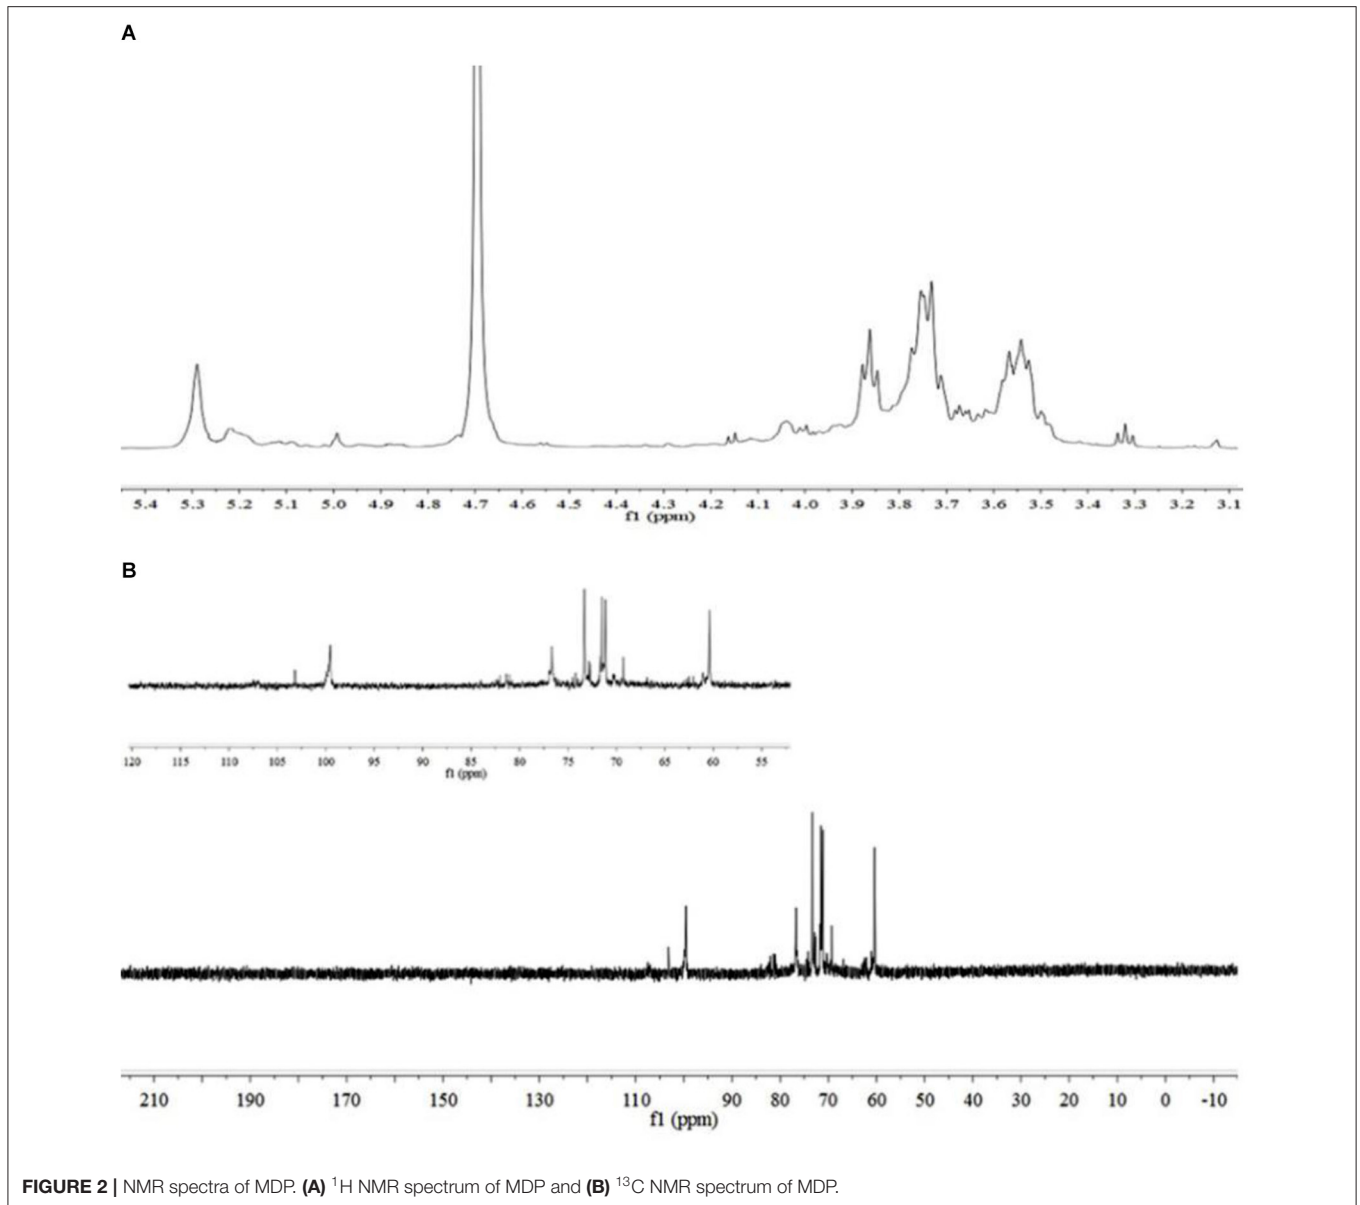 A
5.4 5.3 5.2 5.1 5.0 4.9 4.8 4.7 4.6 4.5 4.4 4.3 4.2 4.1 4.0 3.9 3.8 3.7 3.6 3.5 3.4 3.3 3.2 3.1
f1 (ppm)
B
120 115 110 105 100 95 90 85 80 75 70 65 60 55
f1 (ppm)
210 190 170 150 130 110 90 80 70 60 50 40 30 20 10 0 -10
f1 (ppm)
FIGURE 2 | NMR spectra of MDP. (A) ¹H NMR spectrum of MDP and (B) ¹³C NMR spectrum of MDP.